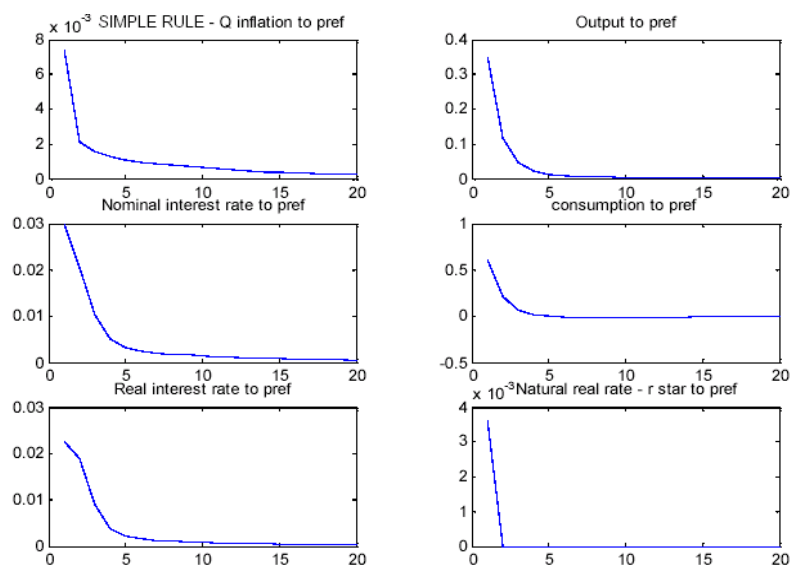 x 10⁻³ SIMPLE RULE - Q inflation to pref
8
6
4
2
0
0 5 10 15 20
Output to pref
0.4
0.3
0.2
0.1
0
0 5 10 15 20
Nominal interest rate to pref
0.03
0.02
0.01
0
0 5 10 15 20
consumption to pref
1
0.5
0
-0.5
0 5 10 15 20
Real interest rate to pref
0.03
0.02
0.01
0
0 5 10 15 20
x 10⁻³ Natural real rate - r star to pref
4
3
2
1
0
0 5 10 15 20